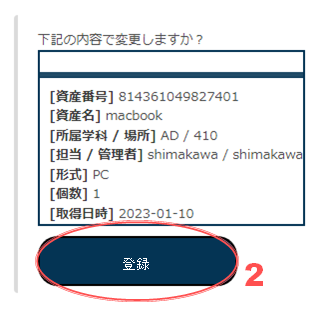 下記の内容で変更しますか？
[資産番号] 814361049827401
[資産名] macbook
[所属学科 / 場所] AD / 410
[担当 / 管理者] shimakawa / shimakawa
[形式] PC
[個数] 1
[取得日時] 2023-01-10
登録
2